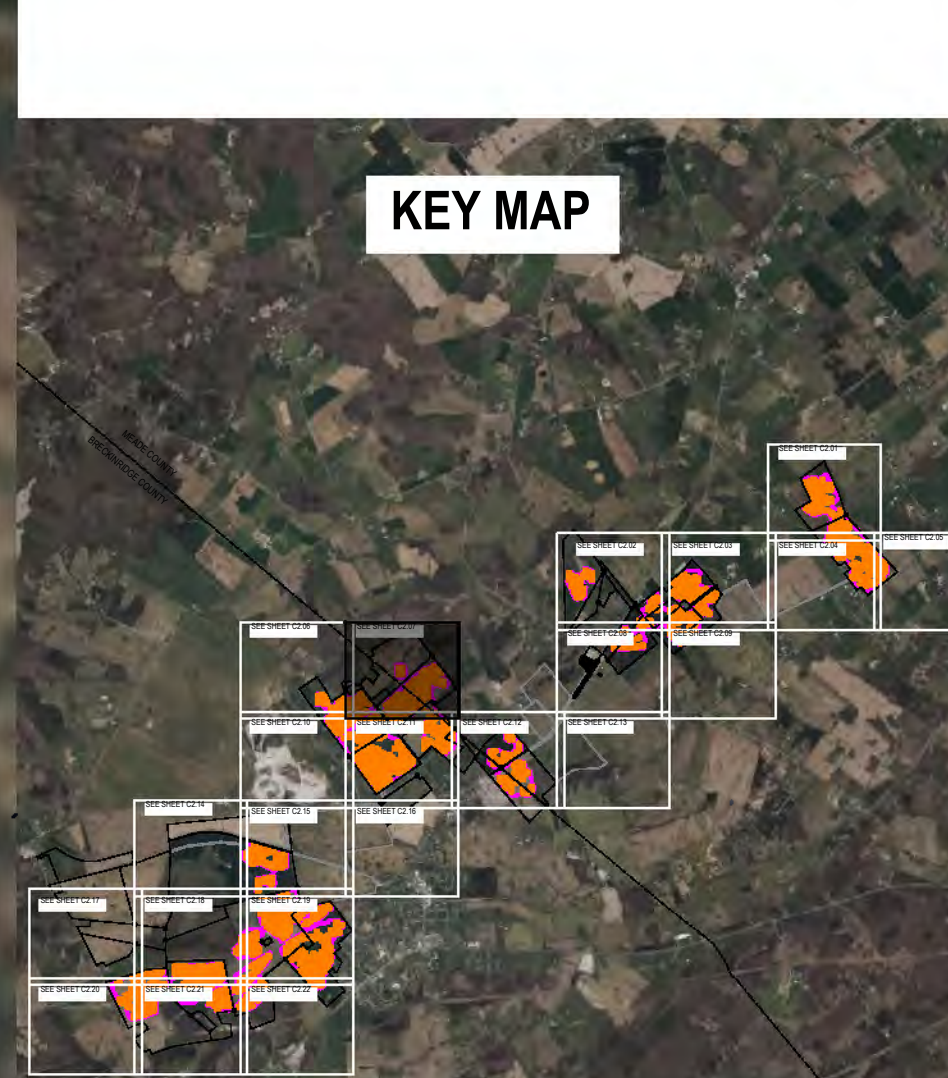 KEY MAP
MEADE COUNTY
BRECKINRIDGE COUNTY
SEE SHEET C2.01
SEE SHEET C2.02
SEE SHEET C2.03
SEE SHEET C2.04
SEE SHEET C2.05
SEE SHEET C2.06
SEE SHEET C2.07
SEE SHEET C2.08
SEE SHEET C2.09
SEE SHEET C2.10
SEE SHEET C2.11
SEE SHEET C2.12
SEE SHEET C2.13
SEE SHEET C2.14
SEE SHEET C2.15
SEE SHEET C2.16
SEE SHEET C2.17
SEE SHEET C2.18
SEE SHEET C2.19
SEE SHEET C2.20
SEE SHEET C2.21
SEE SHEET C2.22